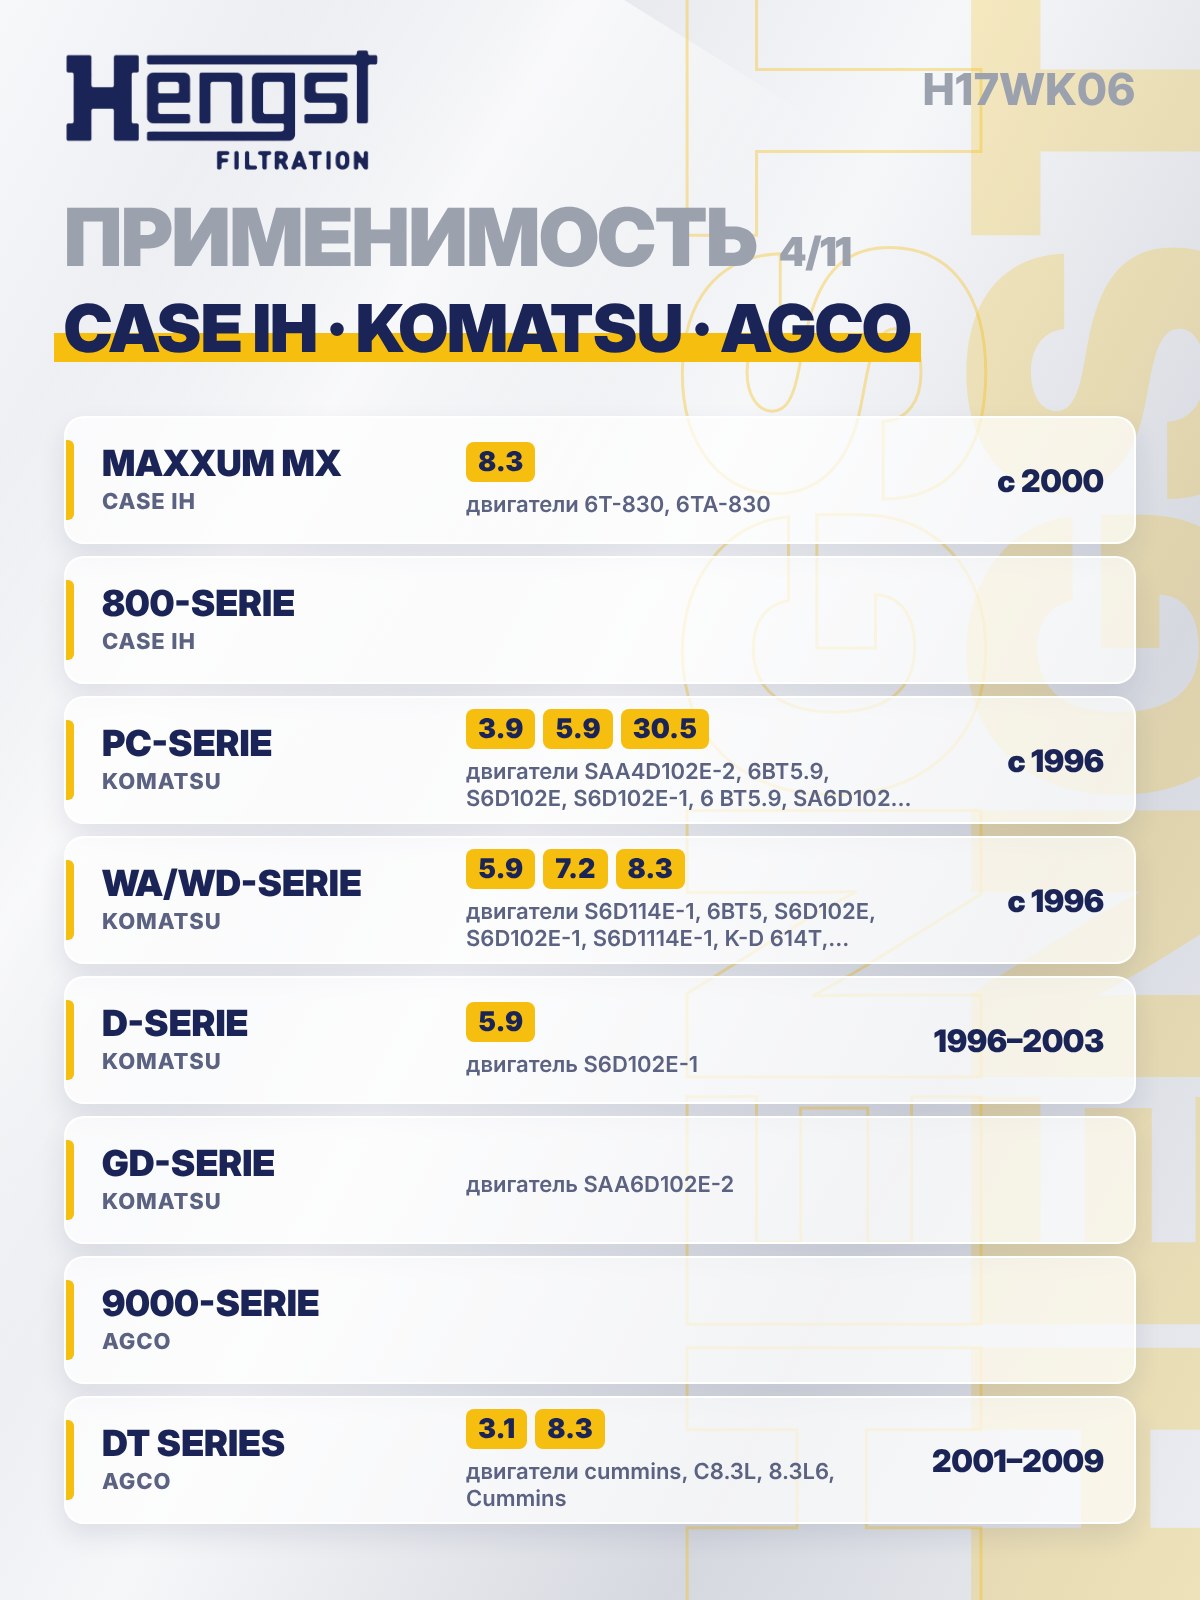 Hengst
FILTRATION
H17WK06
ПРИМЕНИМОСТЬ 4/11
CASE IH · KOMATSU · AGCO
MAXXUM MX
CASE IH
8.3
двигатели 6T-830, 6TA-830
с 2000
800-SERIE
CASE IH
PC-SERIE
KOMATSU
3.9 5.9 30.5
двигатели SAA4D102E-2, 6BT5.9,
S6D102E, S6D102E-1, 6 BT5.9, SA6D102...
с 1996
WA/WD-SERIE
KOMATSU
5.9 7.2 8.3
двигатели S6D114E-1, 6BT5, S6D102E,
S6D102E-1, S6D1114E-1, K-D 614T,...
с 1996
D-SERIE
KOMATSU
5.9
двигатель S6D102E-1
1996–2003
GD-SERIE
KOMATSU
двигатель SAA6D102E-2
9000-SERIE
AGCO
DT SERIES
AGCO
3.1 8.3
двигатели cummins, C8.3L, 8.3L6,
Cummins
2001–2009
HENGST